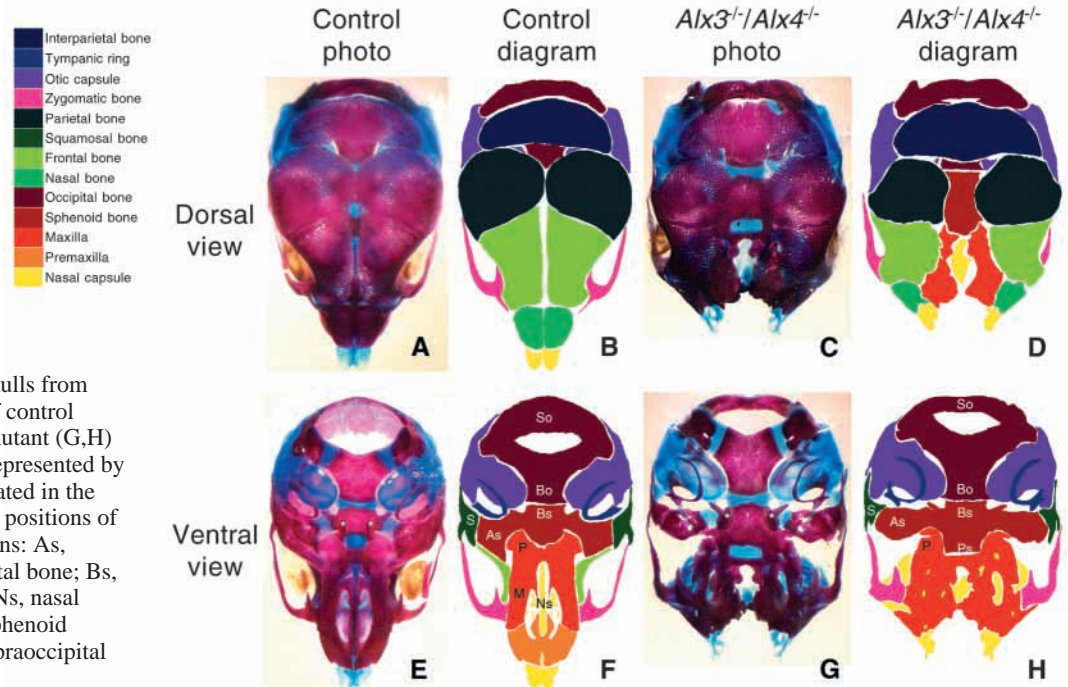 Control photo
Control diagram
Alx3-/-/Alx4-/- photo
Alx3-/-/Alx4-/- diagram
Interparietal bone
Tympanic ring
Otic capsule
Zygomatic bone
Parietal bone
Squamosal bone
Frontal bone
Nasal bone
Occipital bone
Sphenoid bone
Maxilla
Premaxilla
Nasal capsule
Dorsal view
A
B
C
D
ulls from
f control
utant (G,H)
epresented by
ated in the
positions of
ns: As,
tal bone; Bs,
Ns, nasal
phenoid
praoccipital
Ventral view
So
Bo
Bs
S
As
P
M
Ns
So
Bo
Bs
S
As
P
Ps
E
F
G
H